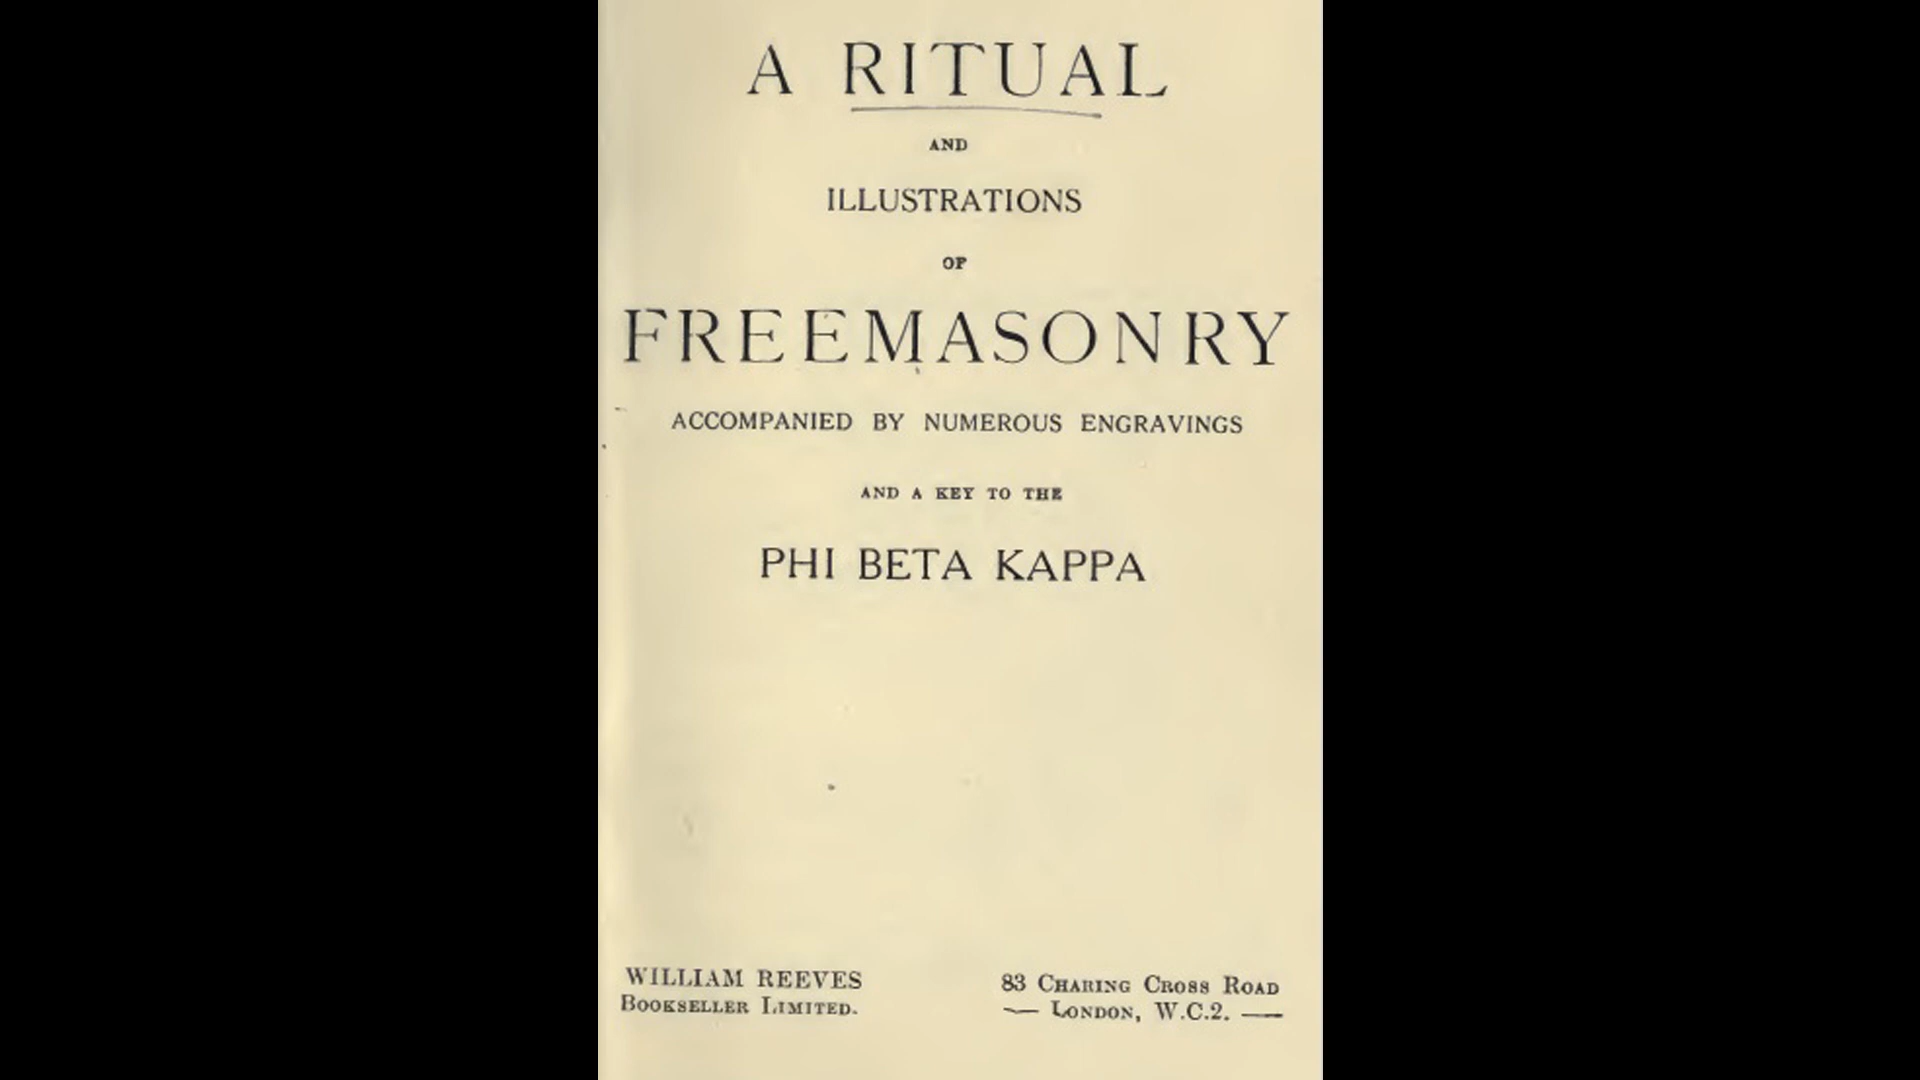 A RITUAL
AND
ILLUSTRATIONS
OF
FREEMASONRY
ACCOMPANIED BY NUMEROUS ENGRAVINGS
AND A KEY TO THE
PHI BETA KAPPA
WILLIAM REEVES
BOOKSELLER LIMITED.
83 CHARING CROSS ROAD
— LONDON, W.C.2. —